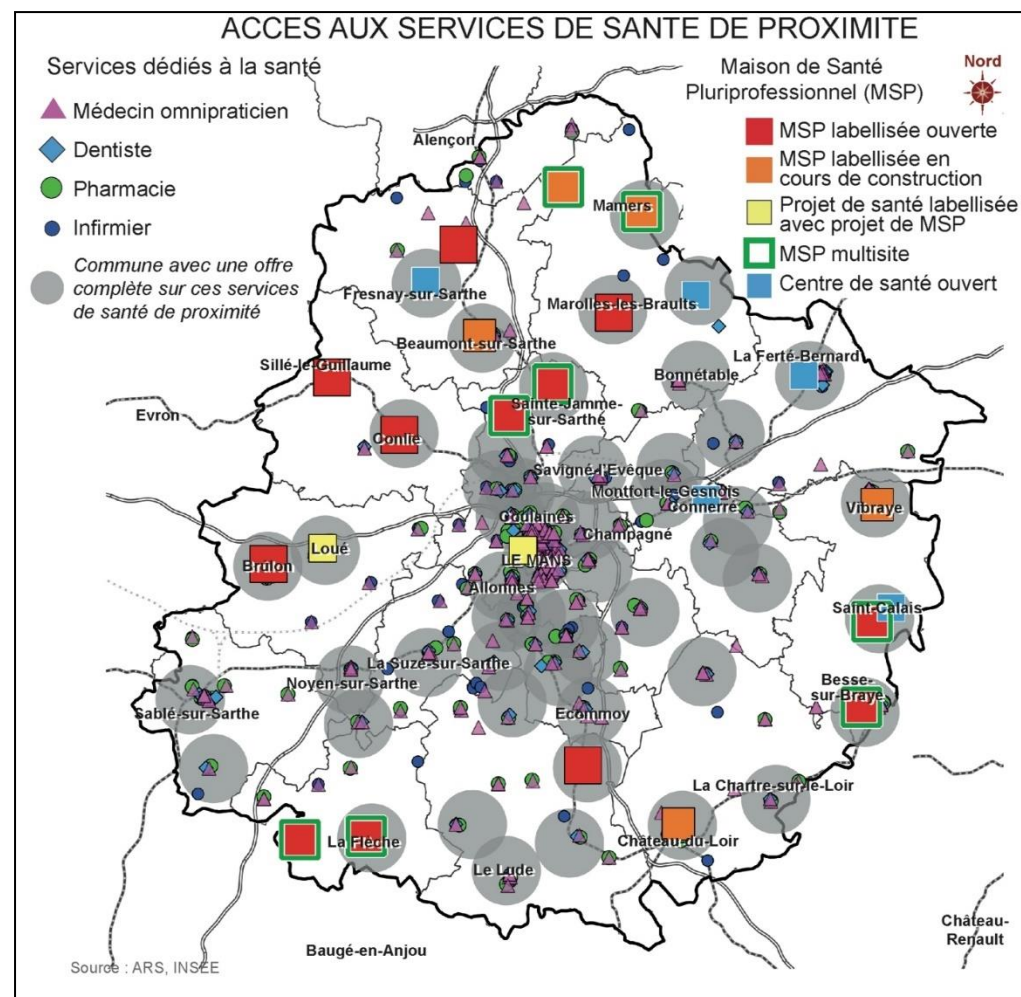 ACCES AUX SERVICES DE SANTE DE PROXIMITE
Services dédiés à la santé
Médecin omnipraticien
Dentiste
Pharmacie
Infirmier
Commune avec une offre
complète sur ces services
de santé de proximité
Maison de Santé
Pluriprofessionnel (MSP)
Nord
MSP labellisée ouverte
MSP labellisée en
cours de construction
Projet de santé labellisée
avec projet de MSP
MSP multisite
Centre de santé ouvert
Alençon
Mamers
Fresnay-sur-Sarthe
Marolles-les-Braults
Beaumont-sur-Sarthe
La Ferté-Bernard
Sillé-le-Guillaume
Bonnétable
Evron
Sainte-Jamme-
sur-Sarthe
Conlie
Savigné-l'Evèque
Montfort-le-Gesnois
Connerré
Vibraye
Coulaines
Champagné
Loué
LE MANS
Brûlon
Allonnes
Saint-Calais
La Suze-sur-Sarthe
Noyen-sur-Sarthe
Besse-
sur-Braye
Sablé-sur-Sarthe
Ecommoy
La Chartre-sur-le-Loir
La Flèche
Château-du-Loir
Le Lude
Château-
Renault
Baugé-en-Anjou
Source : ARS, INSEE